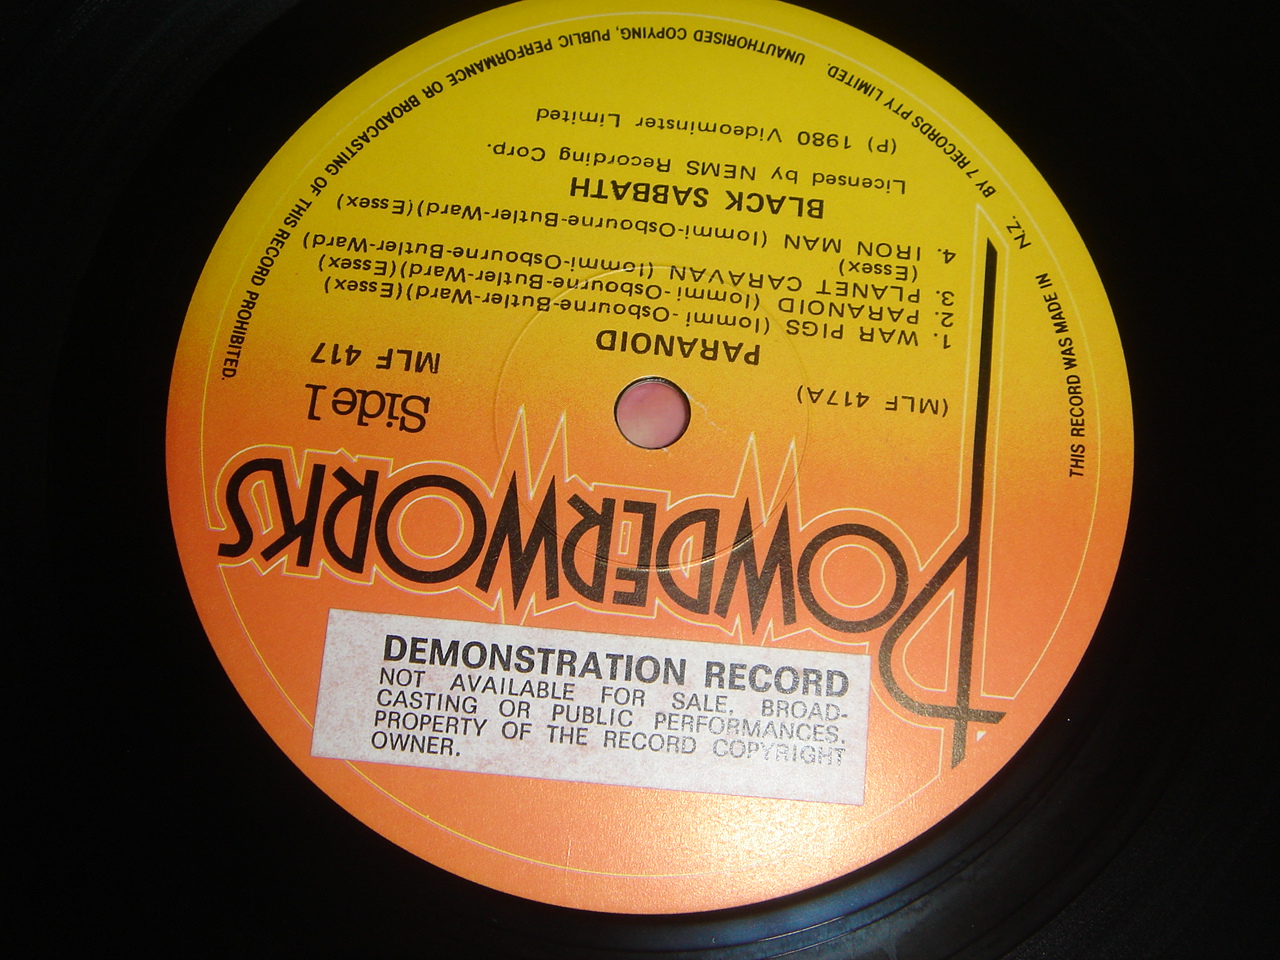 POWDERWORKS
Side 1
MLF 417
(MLF 417A)
PARANOID
1. WAR PIGS (Iommi-Osbourne-Butler-Ward)(Essex)
2. PARANOID (Iommi-Osbourne-Butler-Ward)(Essex)
3. PLANET CARAVAN (Iommi-Osbourne-Butler-Ward)
(Essex)
4. IRON MAN (Iommi-Osbourne-Butler-Ward)(Essex)
BLACK SABBATH
Licensed by NEMS Recording Corp.
(P) 1980 Videominster Limited
THIS RECORD WAS MADE IN N.Z. BY 7 RECORDS PTY LIMITED. UNAUTHORISED COPYING, PUBLIC PERFORMANCE OR BROADCASTING OF THIS RECORD PROHIBITED.
DEMONSTRATION RECORD
NOT AVAILABLE FOR SALE, BROAD-
CASTING OR PUBLIC PERFORMANCES.
PROPERTY OF THE RECORD COPYRIGHT
OWNER.